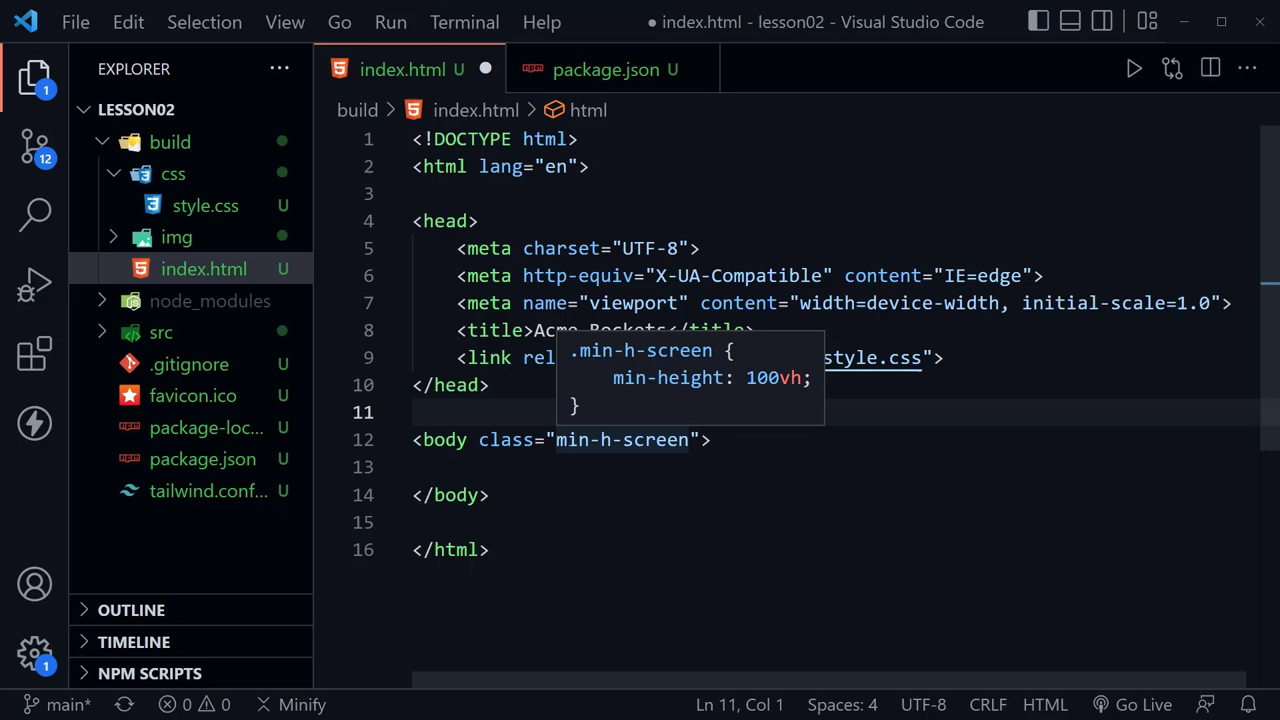 File Edit Selection View Go Run Terminal Help
● index.html - lesson02 - Visual Studio Code
EXPLORER
index.html U
package.json U
LESSON02
build
css
style.css U
img
index.html U
node_modules
src
.gitignore U
favicon.ico U
package-loc... U
package.json U
tailwind.conf... U
OUTLINE
TIMELINE
NPM SCRIPTS
1
12
1
build > index.html > html
1 <!DOCTYPE html>
2 <html lang="en">
3
4 <head>
5 <meta charset="UTF-8">
6 <meta http-equiv="X-UA-Compatible" content="IE=edge">
7 <meta name="viewport" content="width=device-width, initial-scale=1.0">
8 <title>Acme Rockets</title>
9 <link rel style.css">
.min-h-screen {
min-height: 100vh;
}
10 </head>
11
12 <body class="min-h-screen">
13
14 </body>
15
16 </html>
main* 0 0 Minify Ln 11, Col 1 Spaces: 4 UTF-8 CRLF HTML Go Live